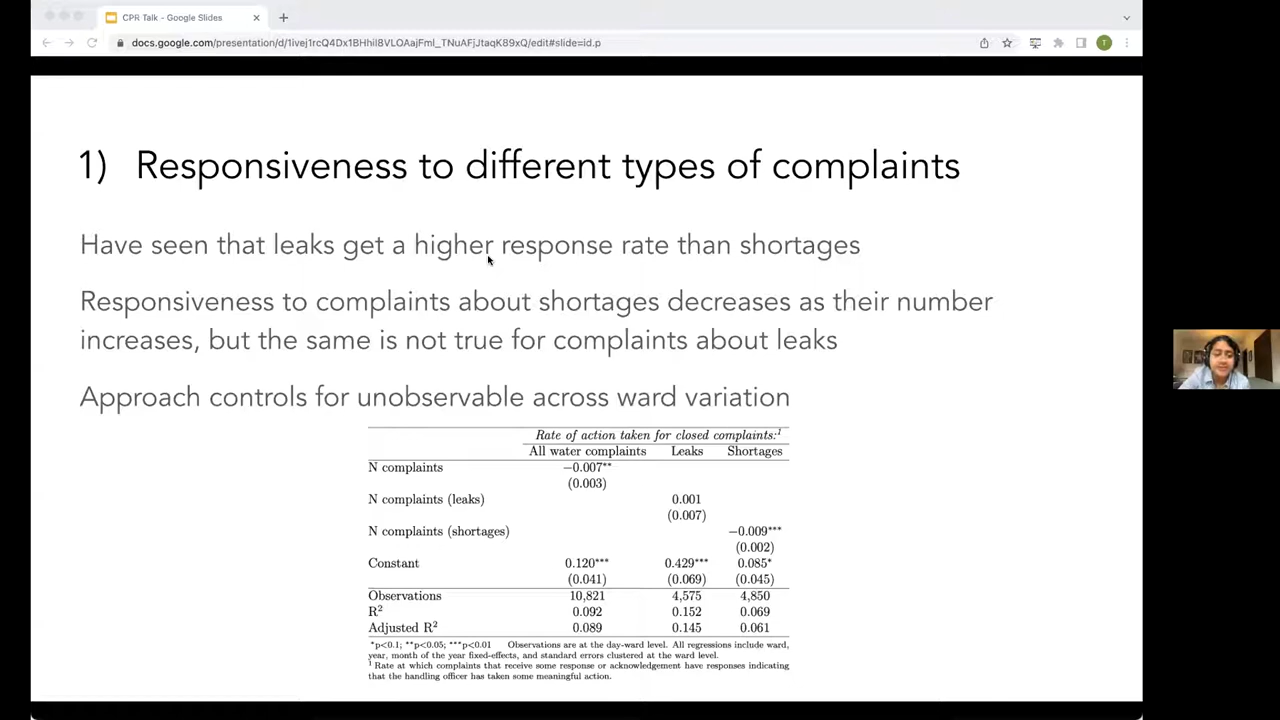 CPR Talk - Google Slides
docs.google.com/presentation/d/1ivej1rcQ4Dx1BHhil8VLOAajFml_TNuAFjJtaqK89xQ/edit#slide=id.p
T
1) Responsiveness to different types of complaints
Have seen that leaks get a higher response rate than shortages
Responsiveness to complaints about shortages decreases as their number
increases, but the same is not true for complaints about leaks
Approach controls for unobservable across ward variation
Rate of action taken for closed complaints:¹
All water complaints Leaks Shortages
N complaints −0.007**
(0.003)
N complaints (leaks) 0.001
(0.007)
N complaints (shortages) −0.009***
(0.002)
Constant 0.120*** 0.429*** 0.085*
(0.041) (0.069) (0.045)
Observations 10,821 4,575 4,850
R² 0.092 0.152 0.069
Adjusted R² 0.089 0.145 0.061
*p<0.1; **p<0.05; ***p<0.01 Observations are at the day-ward level. All regressions include ward,
year, month of the year fixed-effects, and standard errors clustered at the ward level.
¹ Rate at which complaints that receive some response or acknowledgement have responses indicating
that the handling officer has taken some meaningful action.